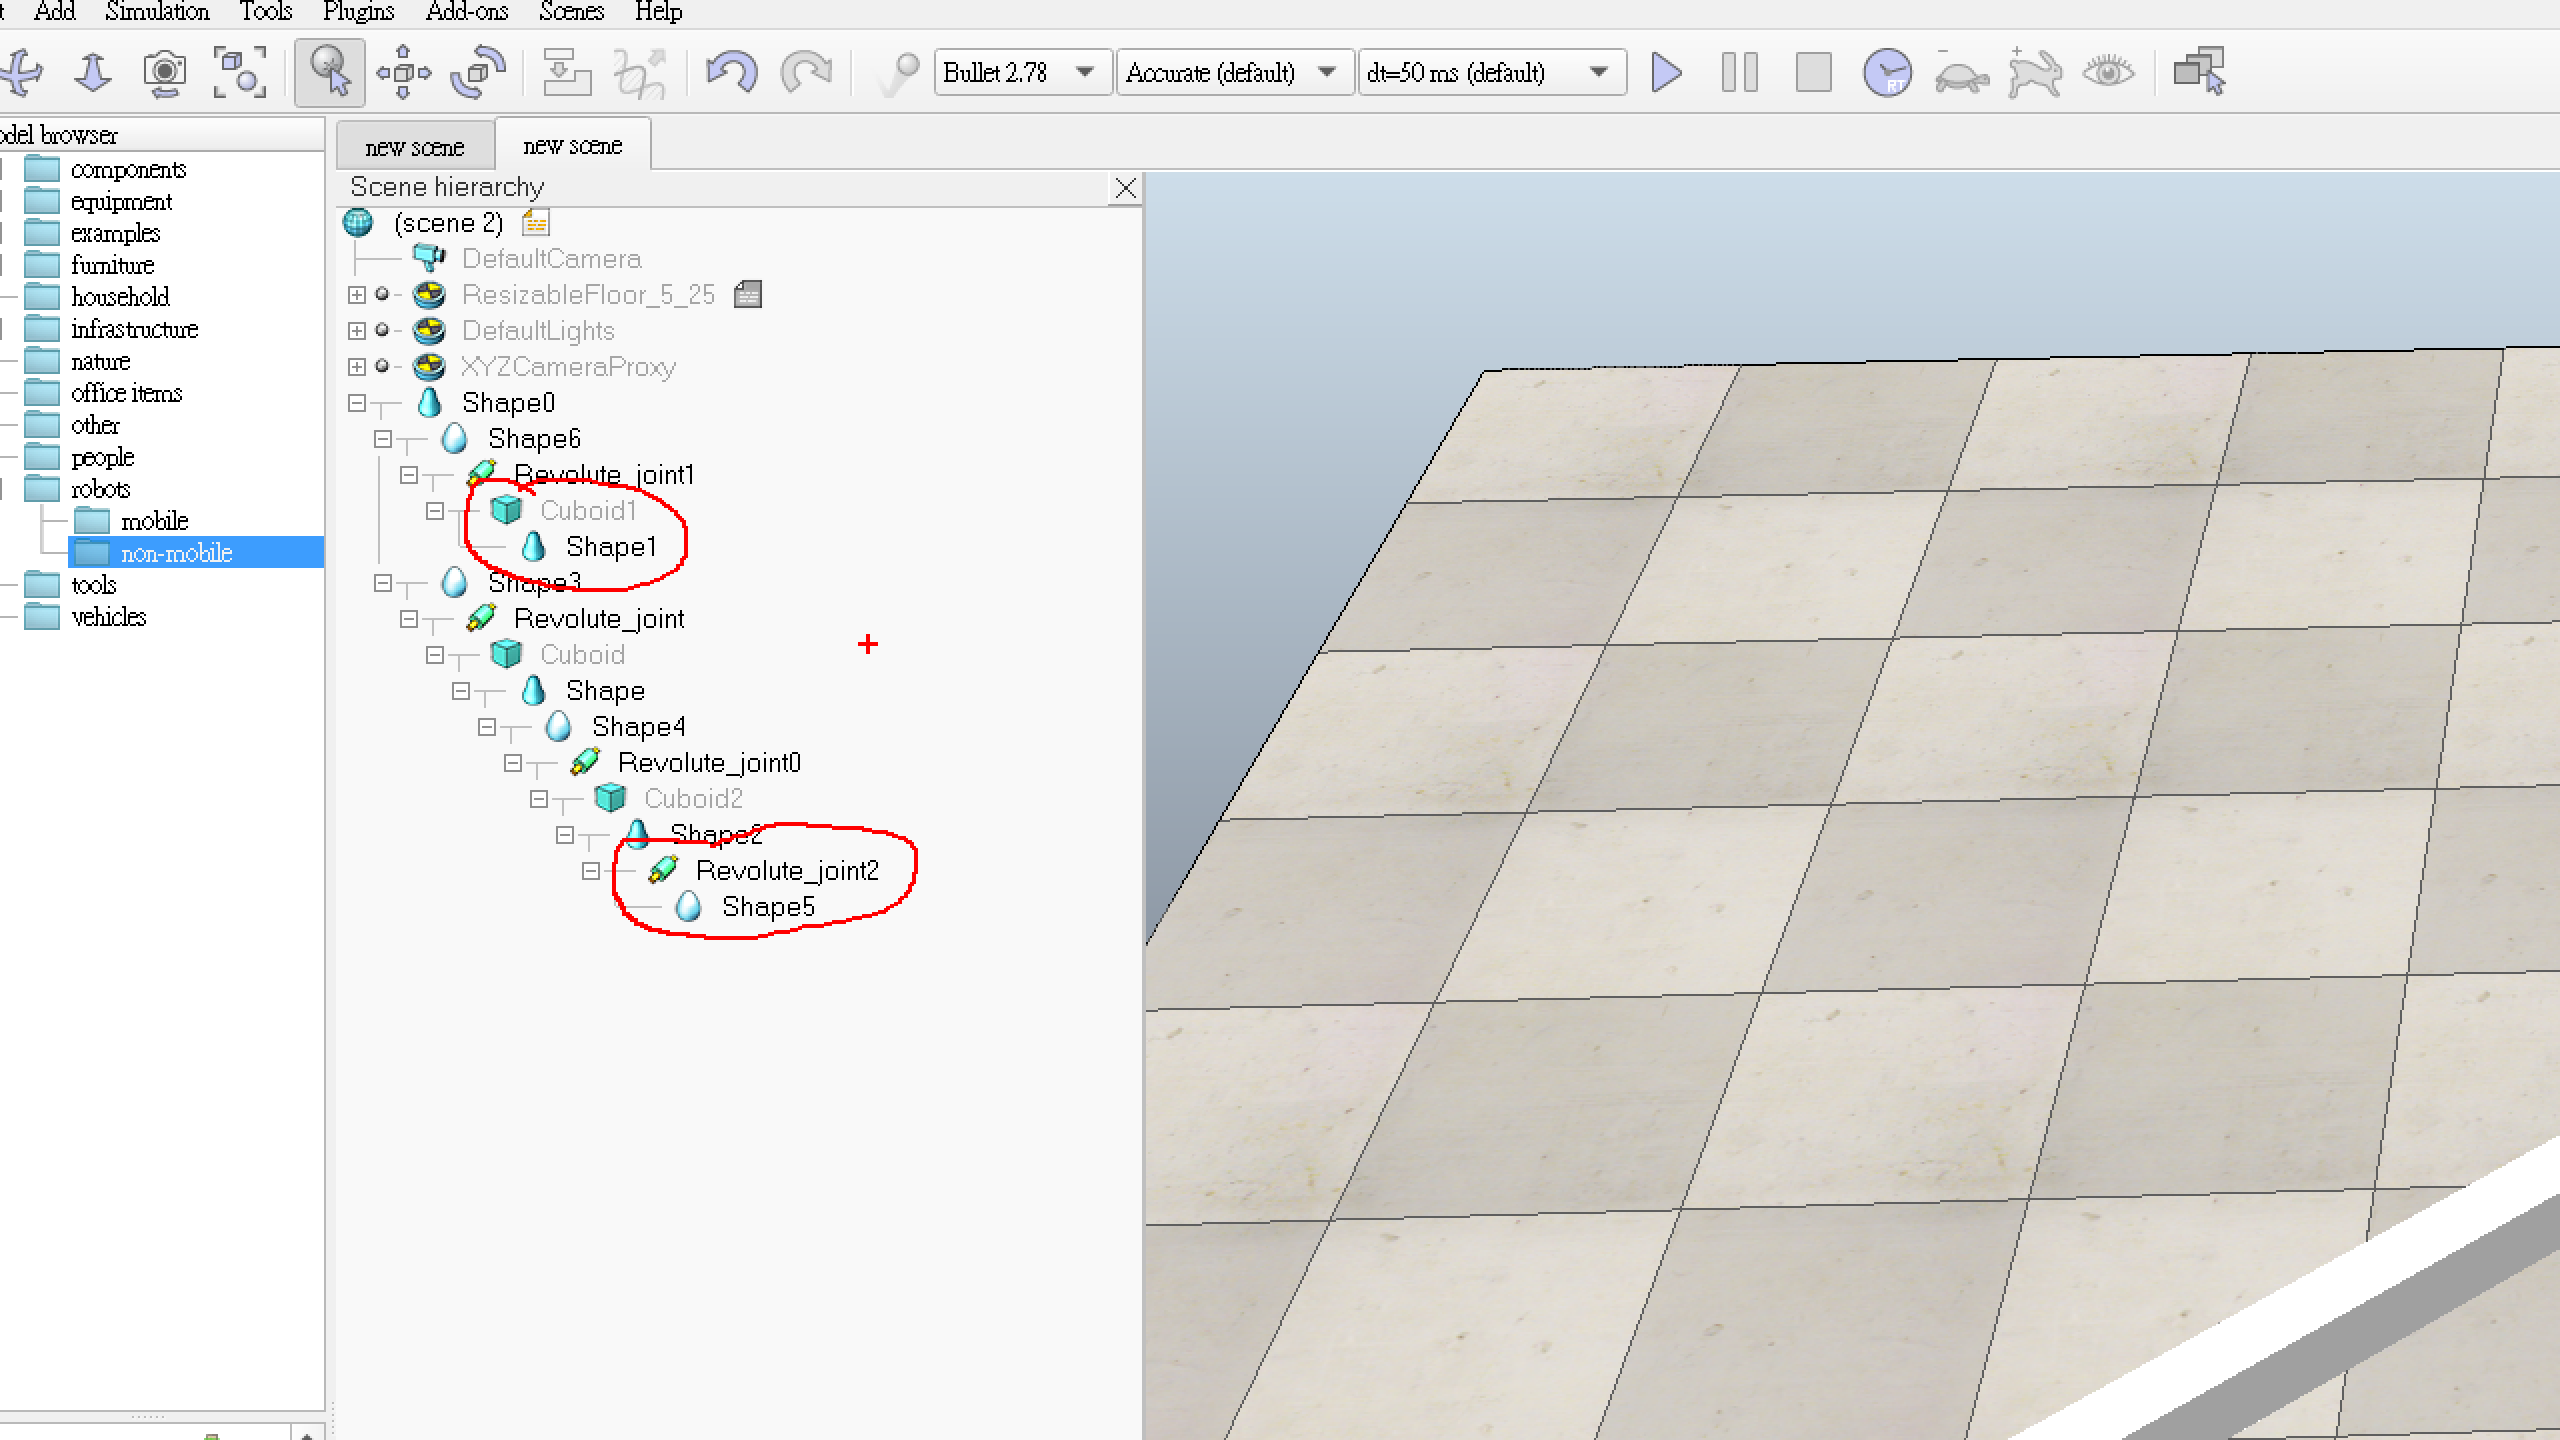 Add Simulation Tools Plugins Add-ons Scenes Help
Bullet 2.78 Accurate (default) dt=50 ms (default)
RT
odel browser
components
equipment
examples
furniture
household
infrastructure
nature
office items
other
people
robots
mobile
non-mobile
tools
vehicles
new scene
new scene
Scene hierarchy
(scene 2)
DefaultCamera
ResizableFloor_5_25
DefaultLights
XYZCameraProxy
Shape0
Shape6
Revolute_joint1
Cuboid1
Shape1
Shape3
Revolute_joint
Cuboid
Shape
Shape4
Revolute_joint0
Cuboid2
Shape2
Revolute_joint2
Shape5